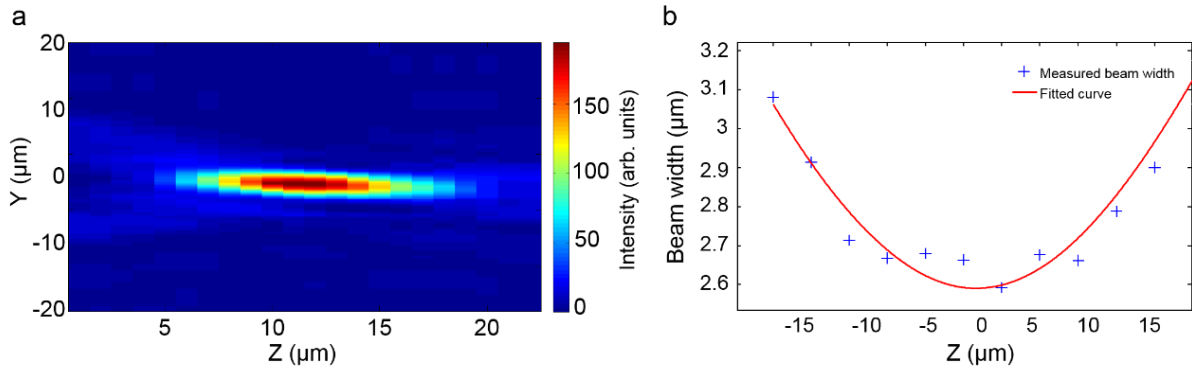 a
20
10
0
-10
-20
Y (µm)
5 10 15 20
Z (µm)
150
100
50
0
Intensity (arb. units)
b
3.2
3.1
3
2.9
2.8
2.7
2.6
Beam width (µm)
Measured beam width
Fitted curve
-15 -10 -5 0 5 10 15
Z (µm)